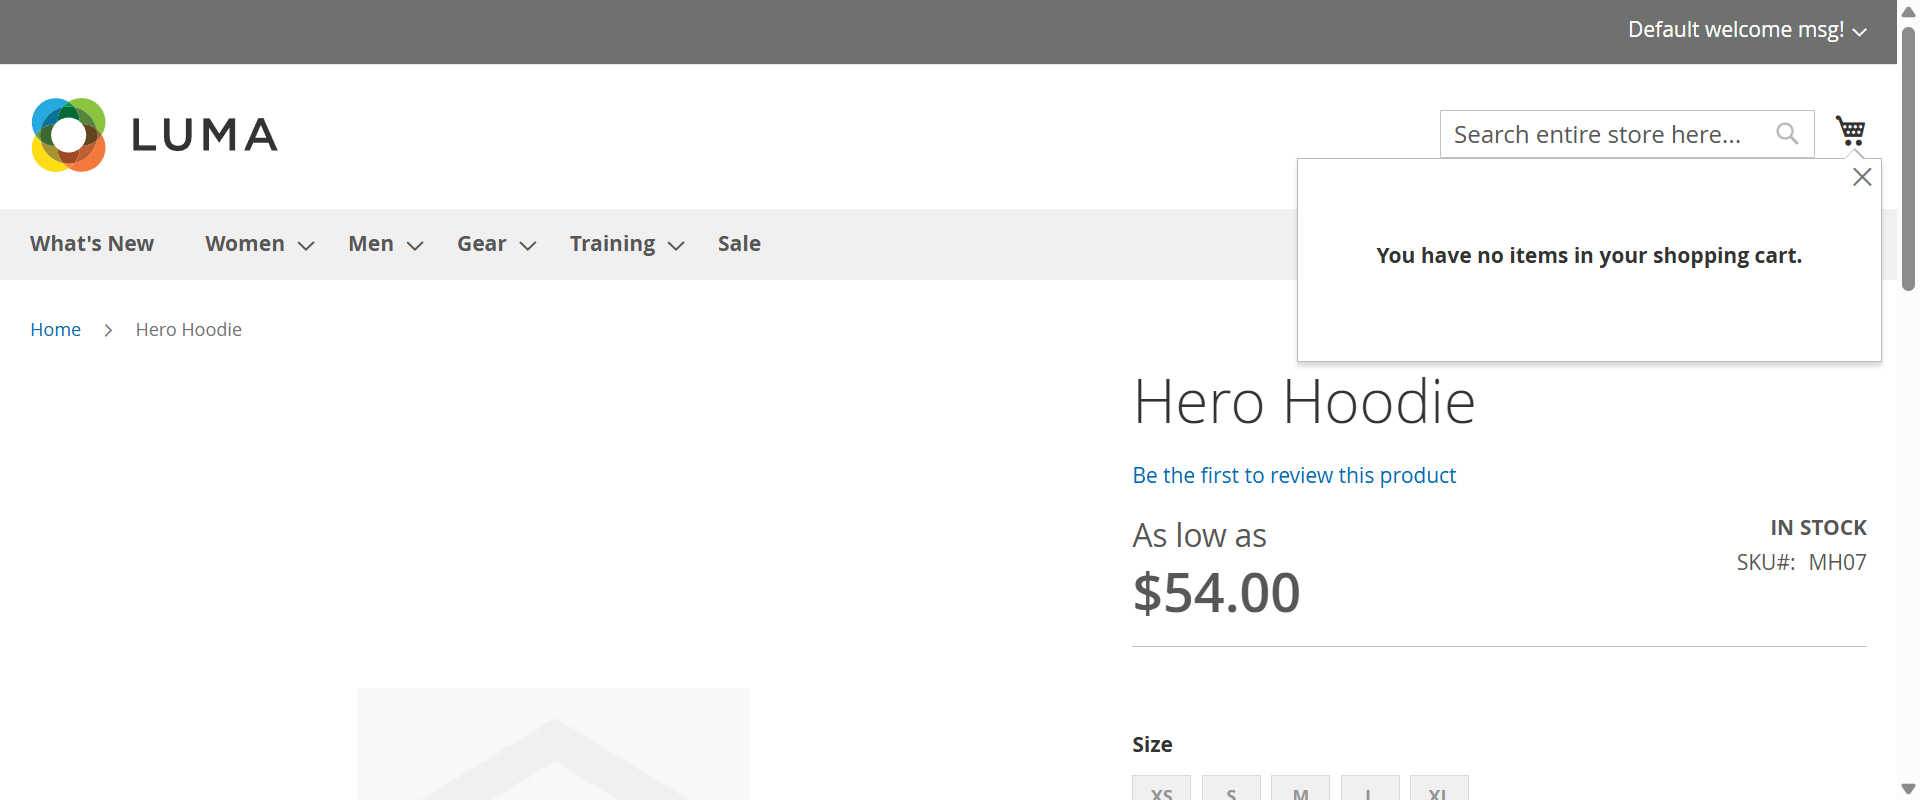 Default welcome msg!
LUMA
Search entire store here...
What's New
Women
Men
Gear
Training
Sale
You have no items in your shopping cart.
Home
Hero Hoodie
Hero Hoodie
Be the first to review this product
As low as
$54.00
IN STOCK
SKU#: MH07
Size
XS
S
M
L
XL